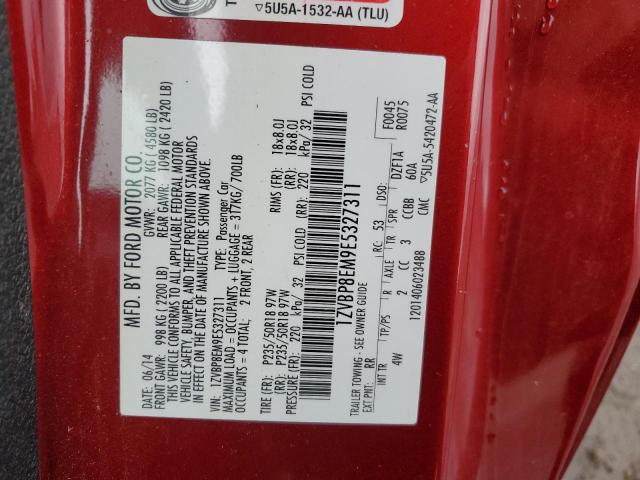 ▽5U5A-1532-AA (TLU)
MFD. BY FORD MOTOR CO.
DATE: 06/14 GVWR: 2077 KG ( 4580 LB)
FRONT GAWR: 998 KG ( 2200 LB) REAR GAWR: 1098 KG ( 2420 LB)
THIS VEHICLE CONFORMS TO ALL APPLICABLE FEDERAL MOTOR
VEHICLE SAFETY, BUMPER, AND THEFT PREVENTION STANDARDS
IN EFFECT ON THE DATE OF MANUFACTURE SHOWN ABOVE.
VIN: 1ZVBP8EM9E5327311 TYPE: Passenger Car
MAXIMUM LOAD = OCCUPANTS + LUGGAGE = 317KG/700LB
OCCUPANTS = 4 TOTAL: 2 FRONT, 2 REAR
TIRE (FR): P235/50R18 97W RIMS (FR): 18x8.0J
TIRE (RR): P235/50R18 97W (RR): 18x8.0J
PRESSURE (FR): 220 kPa/ 32 PSI COLD (RR): 220 kPa/ 32 PSI COLD
1ZVBP8EM9E5327311
TRAILER TOWING - SEE OWNER GUIDE F0045
EXT PNT: RR RC: 53 DSO: R0075
INT TR TP/PS R AXLE TR SPR DZF1A
4W 2 CC 3 CCBB 60A
CMC
1201406023488 ▽5U5A-5420472-AA